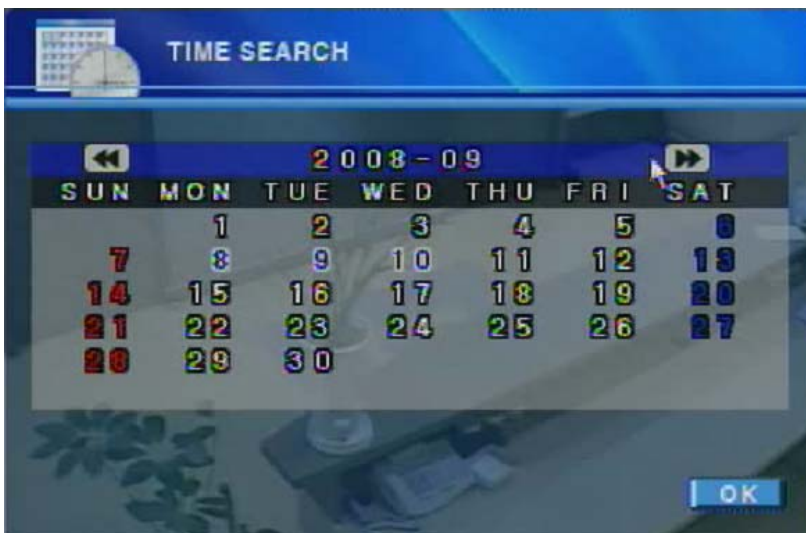 TIME SEARCH
2008-09
SUN MON TUE WED THU FRI SAT
1 2 3 4 5 6
7 8 9 10 11 12 13
14 15 16 17 18 19 20
21 22 23 24 25 26 27
28 29 30
OK